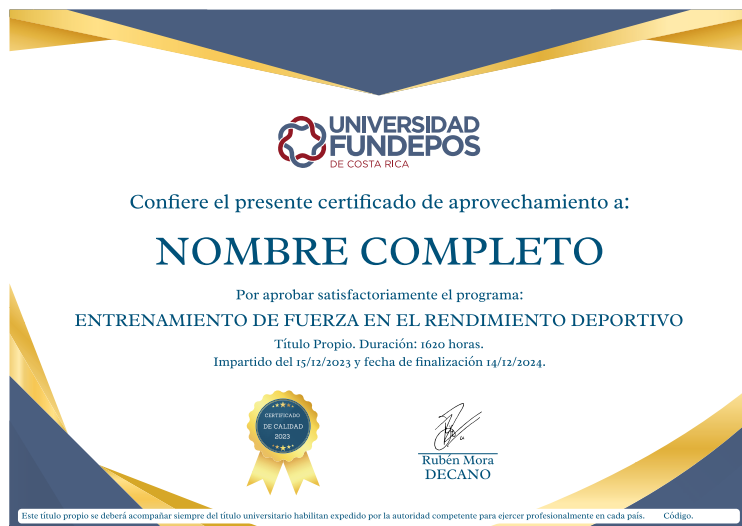 UNIVERSIDAD
FUNDEPOS
DE COSTA RICA
Confiere el presente certificado de aprovechamiento a:
NOMBRE COMPLETO
Por aprobar satisfactoriamente el programa:
ENTRENAMIENTO DE FUERZA EN EL RENDIMIENTO DEPORTIVO
Título Propio. Duración: 1620 horas.
Impartido del 15/12/2023 y fecha de finalización 14/12/2024.
CERTIFICADO
DE CALIDAD
2023
Rubén Mora
DECANO
Este título propio se deberá acompañar siempre del título universitario habilitan expedido por la autoridad competente para ejercer profesionalmente en cada país. Código.